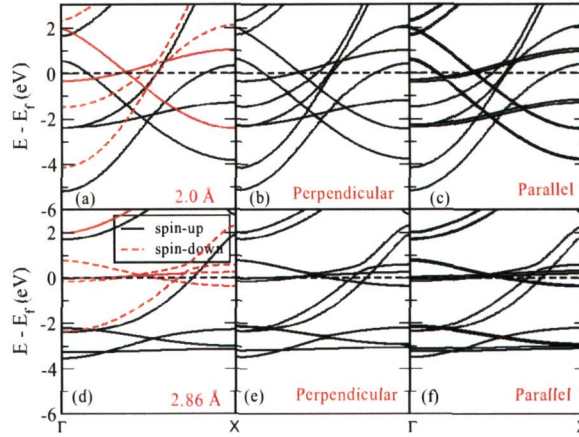 2
0
-2
-4
-6
E - E_f (eV)
(a)
2.0 Å
(b)
Perpendicular
(c)
Parallel
spin-up
spin-down
2
0
-2
-4
-6
E - E_f (eV)
(d)
2.86 Å
(e)
Perpendicular
(f)
Parallel
Γ
X
Γ